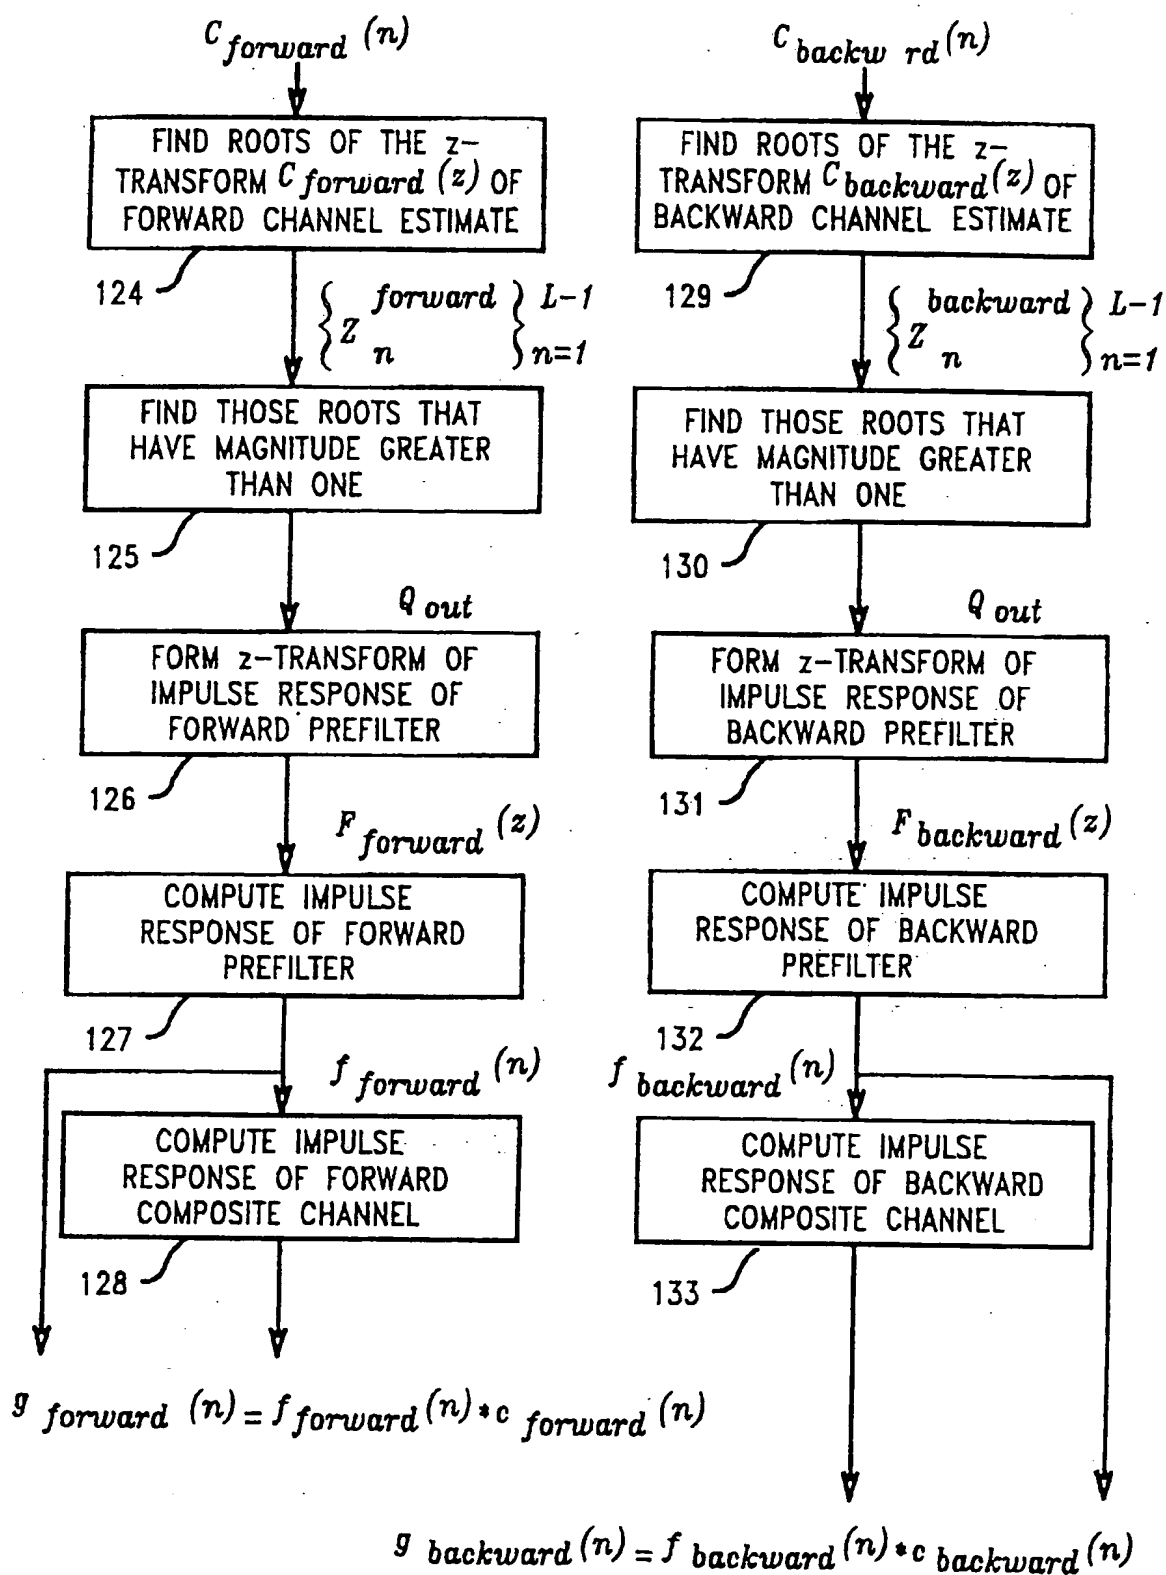 C forward (n)
FIND ROOTS OF THE z-
TRANSFORM C forward (z) OF
FORWARD CHANNEL ESTIMATE
124
{ Z n forward } L-1 n=1
FIND THOSE ROOTS THAT
HAVE MAGNITUDE GREATER
THAN ONE
125
Q out
FORM z-TRANSFORM OF
IMPULSE RESPONSE OF
FORWARD PREFILTER
126
F forward (z)
COMPUTE IMPULSE
RESPONSE OF FORWARD
PREFILTER
127
f forward (n)
COMPUTE IMPULSE
RESPONSE OF FORWARD
COMPOSITE CHANNEL
128
g forward (n) = f forward (n) * c forward (n)
C backw rd (n)
FIND ROOTS OF THE z-
TRANSFORM C backward (z) OF
BACKWARD CHANNEL ESTIMATE
129
{ Z n backward } L-1 n=1
FIND THOSE ROOTS THAT
HAVE MAGNITUDE GREATER
THAN ONE
130
Q out
FORM z-TRANSFORM OF
IMPULSE RESPONSE OF
BACKWARD PREFILTER
131
F backward (z)
COMPUTE IMPULSE
RESPONSE OF BACKWARD
PREFILTER
132
f backward (n)
COMPUTE IMPULSE
RESPONSE OF BACKWARD
COMPOSITE CHANNEL
133
g backward (n) = f backward (n) * c backward (n)